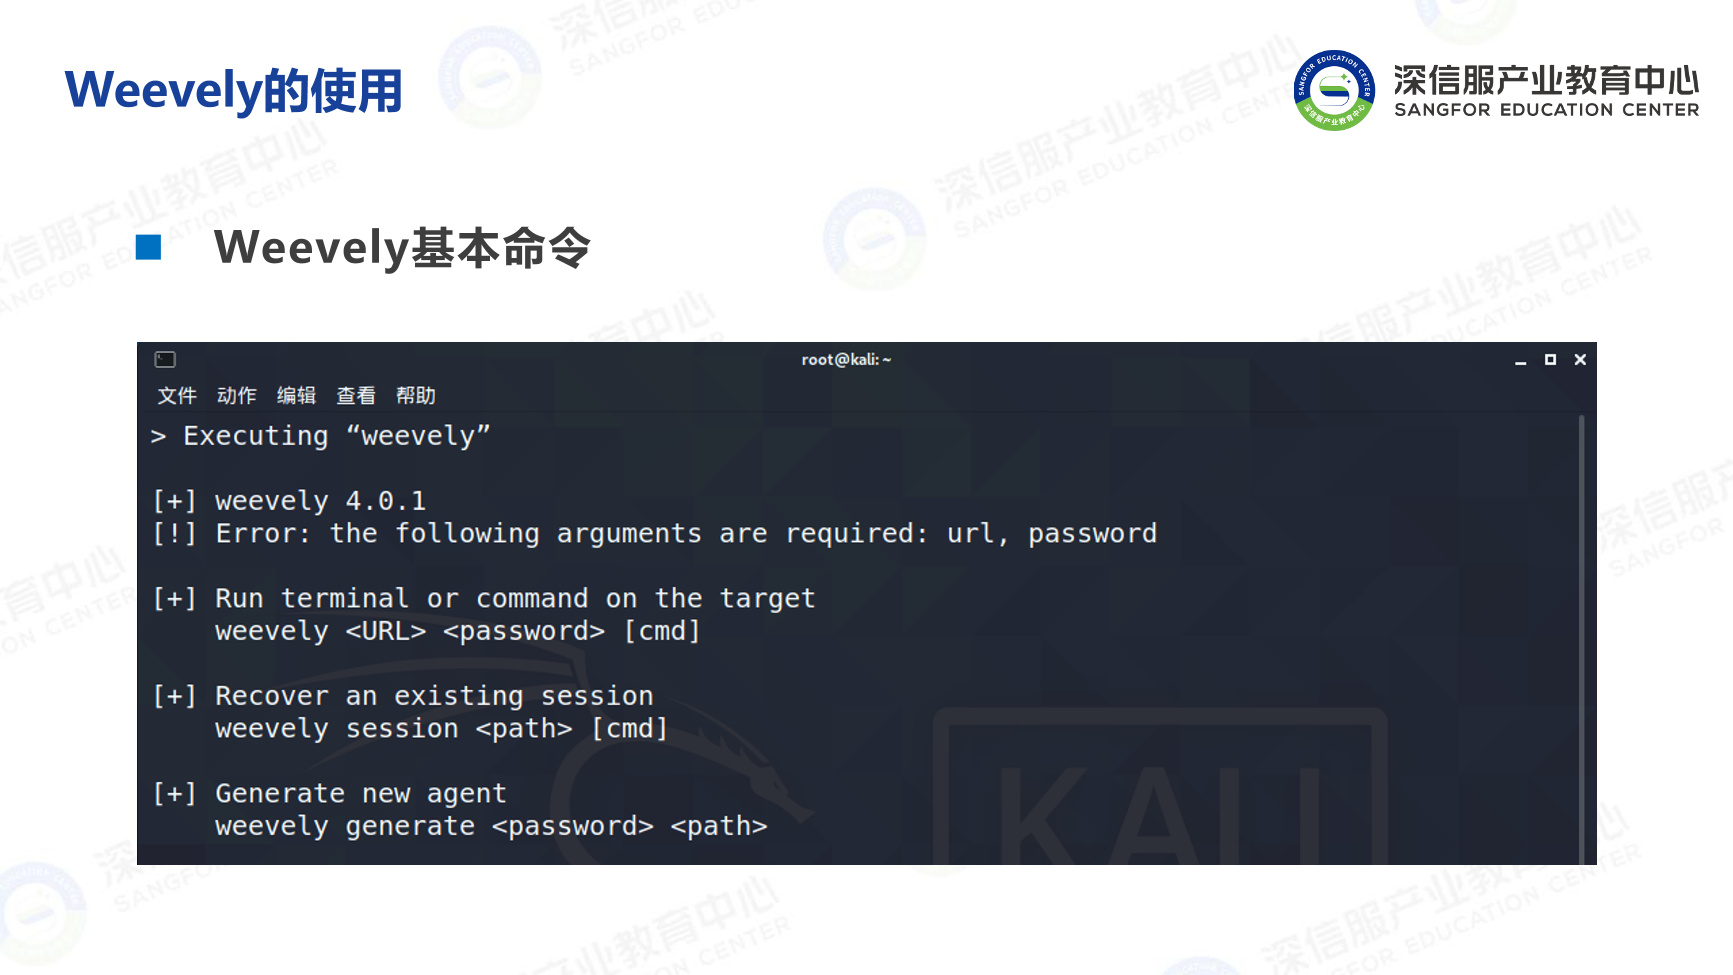 Weevely的使用
深信服产业教育中心
SANGFOR EDUCATION CENTER
Weevely基本命令
root@kali: ~
文件 动作 编辑 查看 帮助
> Executing “weevely”
[+] weevely 4.0.1
[!] Error: the following arguments are required: url, password
[+] Run terminal or command on the target
weevely <URL> <password> [cmd]
[+] Recover an existing session
weevely session <path> [cmd]
[+] Generate new agent
weevely generate <password> <path>
KALI